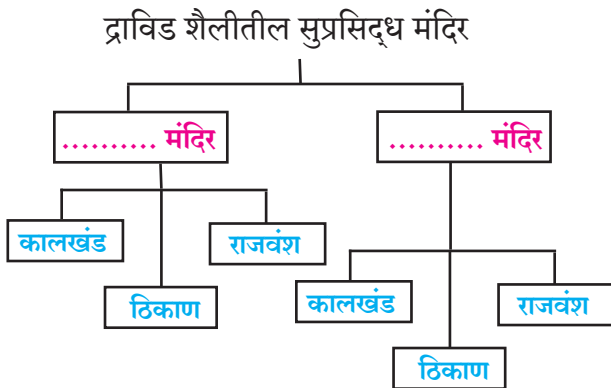 द्राविड शैलीतील सुप्रसिद्ध मंदिर
.......... मंदिर
.......... मंदिर
कालखंड
राजवंश
ठिकाण
कालखंड
राजवंश
ठिकाण